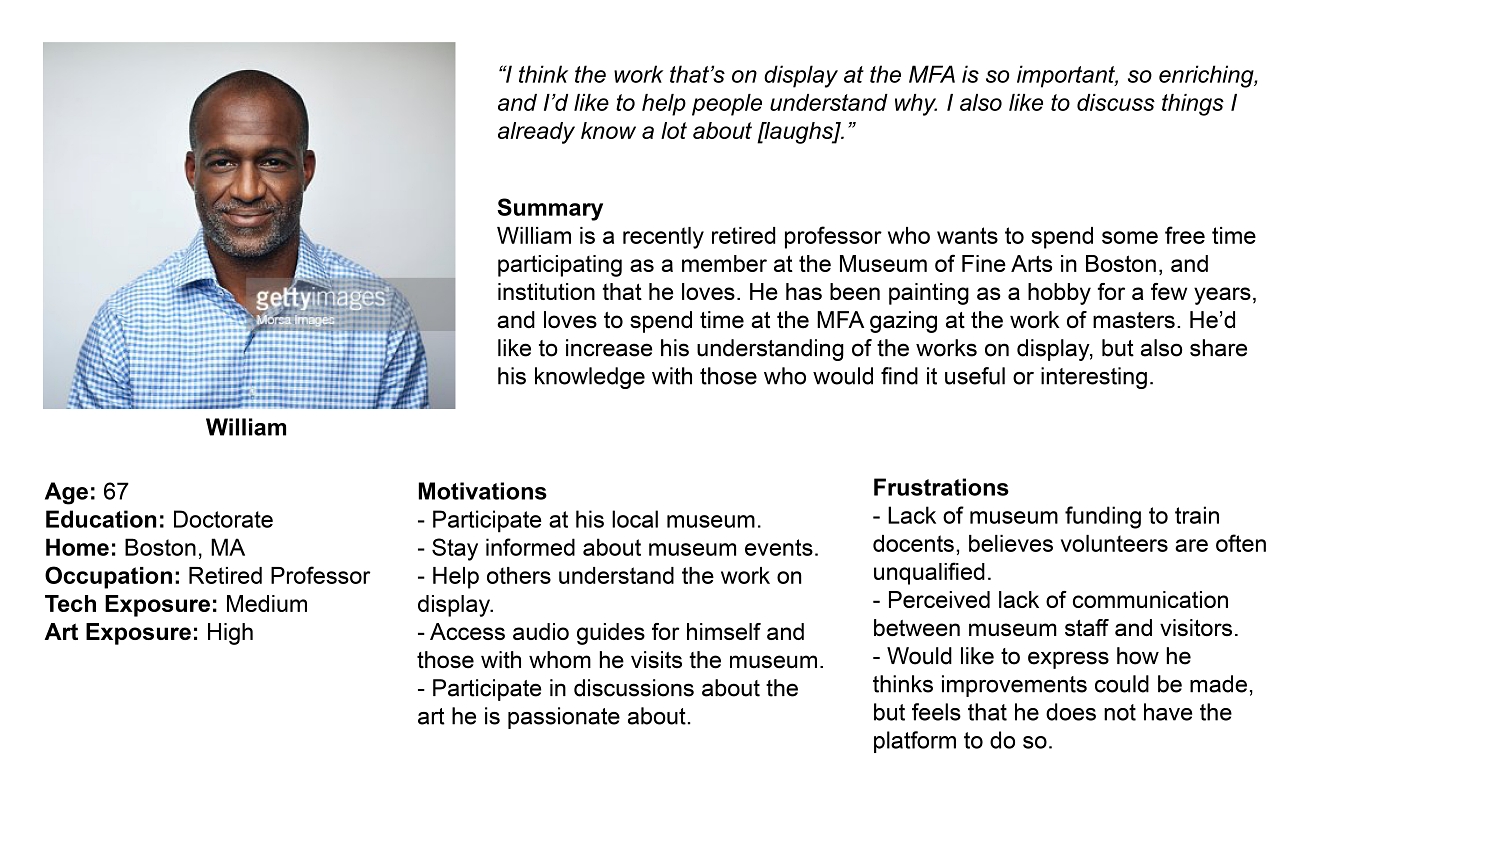 “I think the work that’s on display at the MFA is so important, so enriching,
and I’d like to help people understand why. I also like to discuss things I
already know a lot about [laughs].”
Summary
William is a recently retired professor who wants to spend some free time
participating as a member at the Museum of Fine Arts in Boston, and
institution that he loves. He has been painting as a hobby for a few years,
and loves to spend time at the MFA gazing at the work of masters. He’d
like to increase his understanding of the works on display, but also share
his knowledge with those who would find it useful or interesting.
gettyimages
Morsa Images
William
Age: 67
Education: Doctorate
Home: Boston, MA
Occupation: Retired Professor
Tech Exposure: Medium
Art Exposure: High
Motivations
- Participate at his local museum.
- Stay informed about museum events.
- Help others understand the work on
display.
- Access audio guides for himself and
those with whom he visits the museum.
- Participate in discussions about the
art he is passionate about.
Frustrations
- Lack of museum funding to train
docents, believes volunteers are often
unqualified.
- Perceived lack of communication
between museum staff and visitors.
- Would like to express how he
thinks improvements could be made,
but feels that he does not have the
platform to do so.